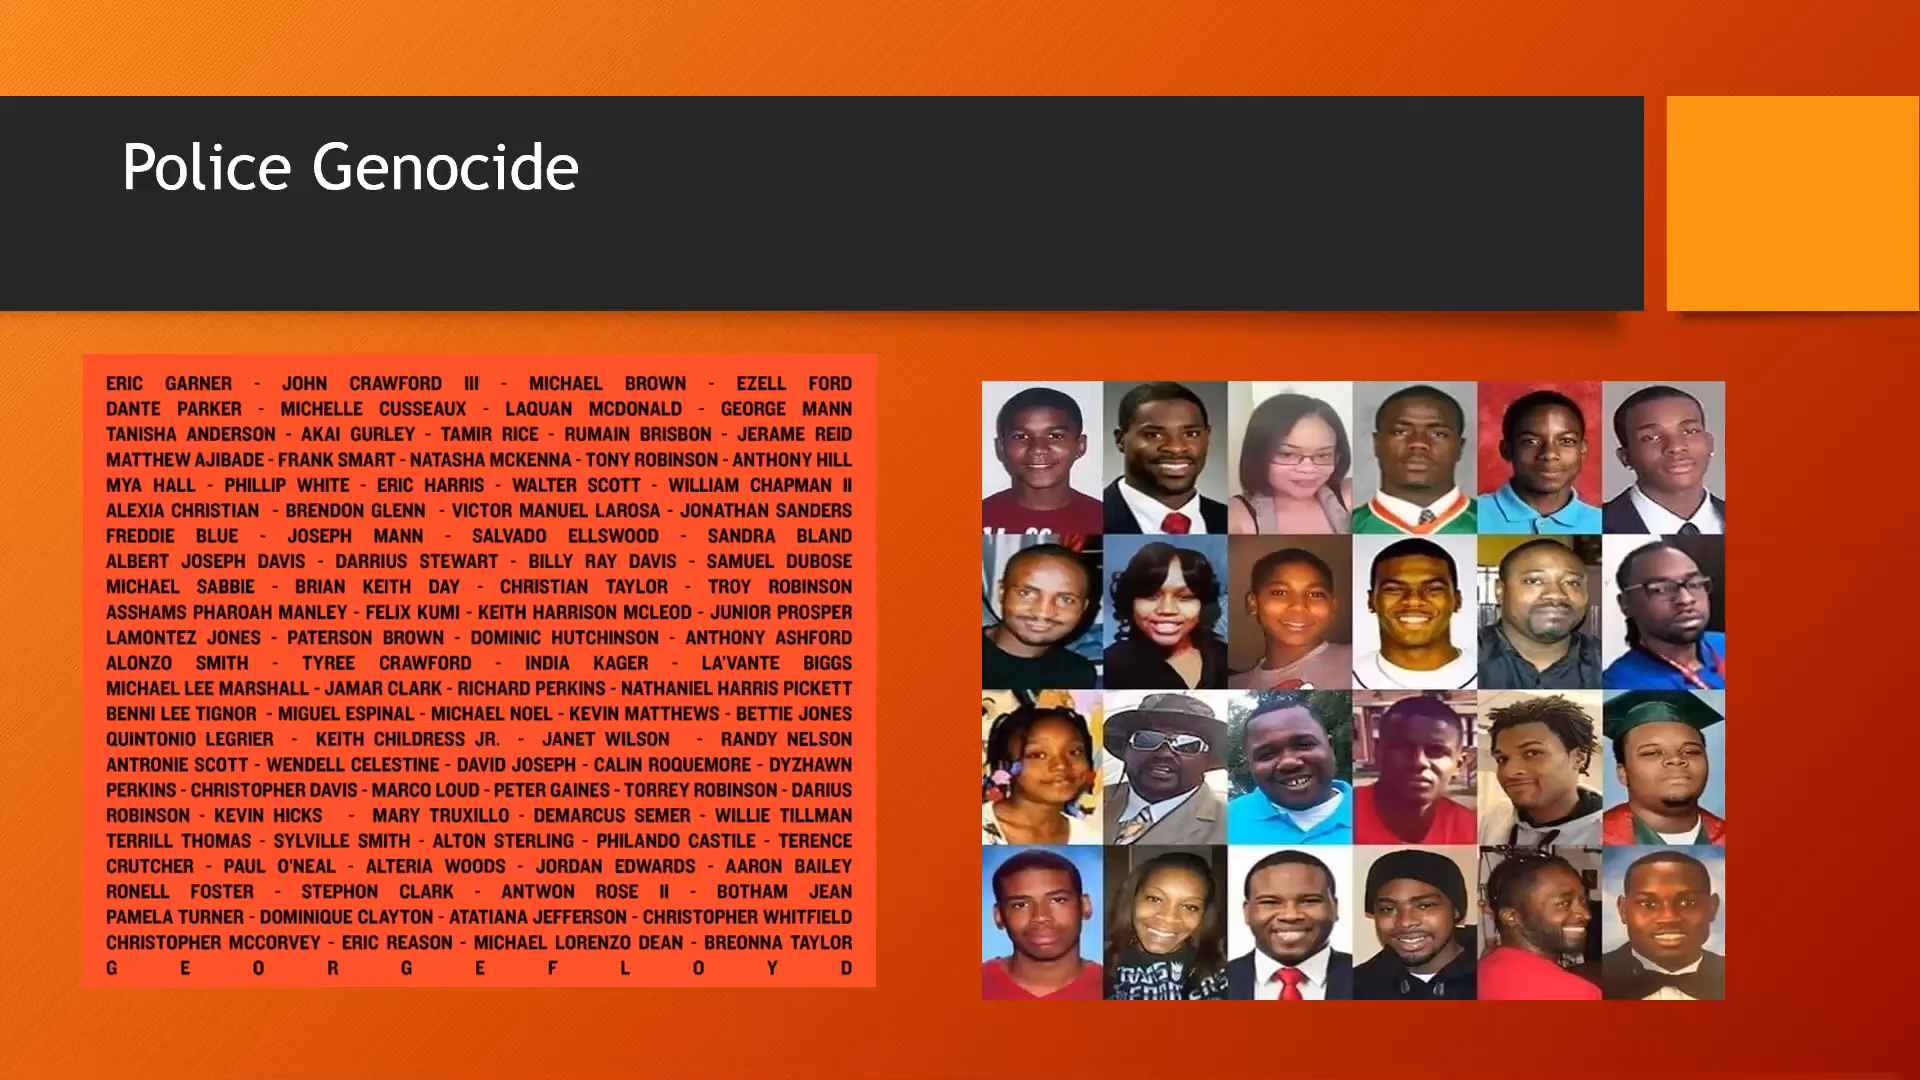 Police Genocide
ERIC GARNER - JOHN CRAWFORD III - MICHAEL BROWN - EZELL FORD
DANTE PARKER - MICHELLE CUSSEAUX - LAQUAN MCDONALD - GEORGE MANN
TANISHA ANDERSON - AKAI GURLEY - TAMIR RICE - RUMAIN BRISBON - JERAME REID
MATTHEW AJIBADE - FRANK SMART - NATASHA MCKENNA - TONY ROBINSON - ANTHONY HILL
MYA HALL - PHILLIP WHITE - ERIC HARRIS - WALTER SCOTT - WILLIAM CHAPMAN II
ALEXIA CHRISTIAN - BRENDON GLENN - VICTOR MANUEL LAROSA - JONATHAN SANDERS
FREDDIE BLUE - JOSEPH MANN - SALVADO ELLSWOOD - SANDRA BLAND
ALBERT JOSEPH DAVIS - DARRIUS STEWART - BILLY RAY DAVIS - SAMUEL DUBOSE
MICHAEL SABBIE - BRIAN KEITH DAY - CHRISTIAN TAYLOR - TROY ROBINSON
ASSHAMS PHAROAH MANLEY - FELIX KUMI - KEITH HARRISON MCLEOD - JUNIOR PROSPER
LAMONTEZ JONES - PATERSON BROWN - DOMINIC HUTCHINSON - ANTHONY ASHFORD
ALONZO SMITH - TYREE CRAWFORD - INDIA KAGER - LA'VANTE BIGGS
MICHAEL LEE MARSHALL - JAMAR CLARK - RICHARD PERKINS - NATHANIEL HARRIS PICKETT
BENNI LEE TIGNOR - MIGUEL ESPINAL - MICHAEL NOEL - KEVIN MATTHEWS - BETTIE JONES
QUINTONIO LEGRIER - KEITH CHILDRESS JR. - JANET WILSON - RANDY NELSON
ANTRONIE SCOTT - WENDELL CELESTINE - DAVID JOSEPH - CALIN ROQUEMORE - DYZHAWN
PERKINS - CHRISTOPHER DAVIS - MARCO LOUD - PETER GAINES - TORREY ROBINSON - DARIUS
ROBINSON - KEVIN HICKS - MARY TRUXILLO - DEMARCUS SEMER - WILLIE TILLMAN
TERRILL THOMAS - SYLVILLE SMITH - ALTON STERLING - PHILANDO CASTILE - TERENCE
CRUTCHER - PAUL O'NEAL - ALTERIA WOODS - JORDAN EDWARDS - AARON BAILEY
RONELL FOSTER - STEPHON CLARK - ANTWON ROSE II - BOTHAM JEAN
PAMELA TURNER - DOMINIQUE CLAYTON - ATATIANA JEFFERSON - CHRISTOPHER WHITFIELD
CHRISTOPHER MCCORVEY - ERIC REASON - MICHAEL LORENZO DEAN - BREONNA TAYLOR
G E O R G E F L O Y D